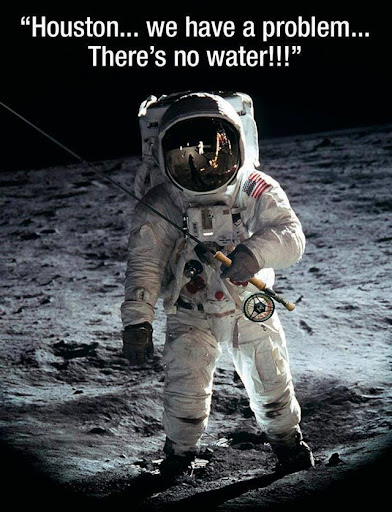 “Houston... we have a problem...
There’s no water!!!”